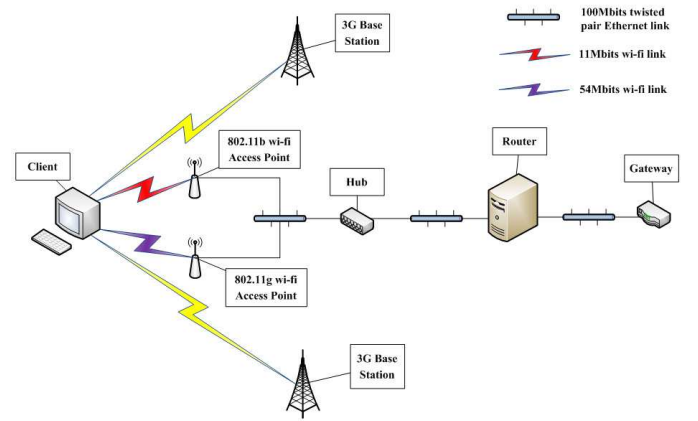 3G Base
Station
100Mbits twisted
pair Ethernet link
11Mbits wi-fi link
54Mbits wi-fi link
802.11b wi-fi
Access Point
Client
Hub
Router
Gateway
802.11g wi-fi
Access Point
3G Base
Station